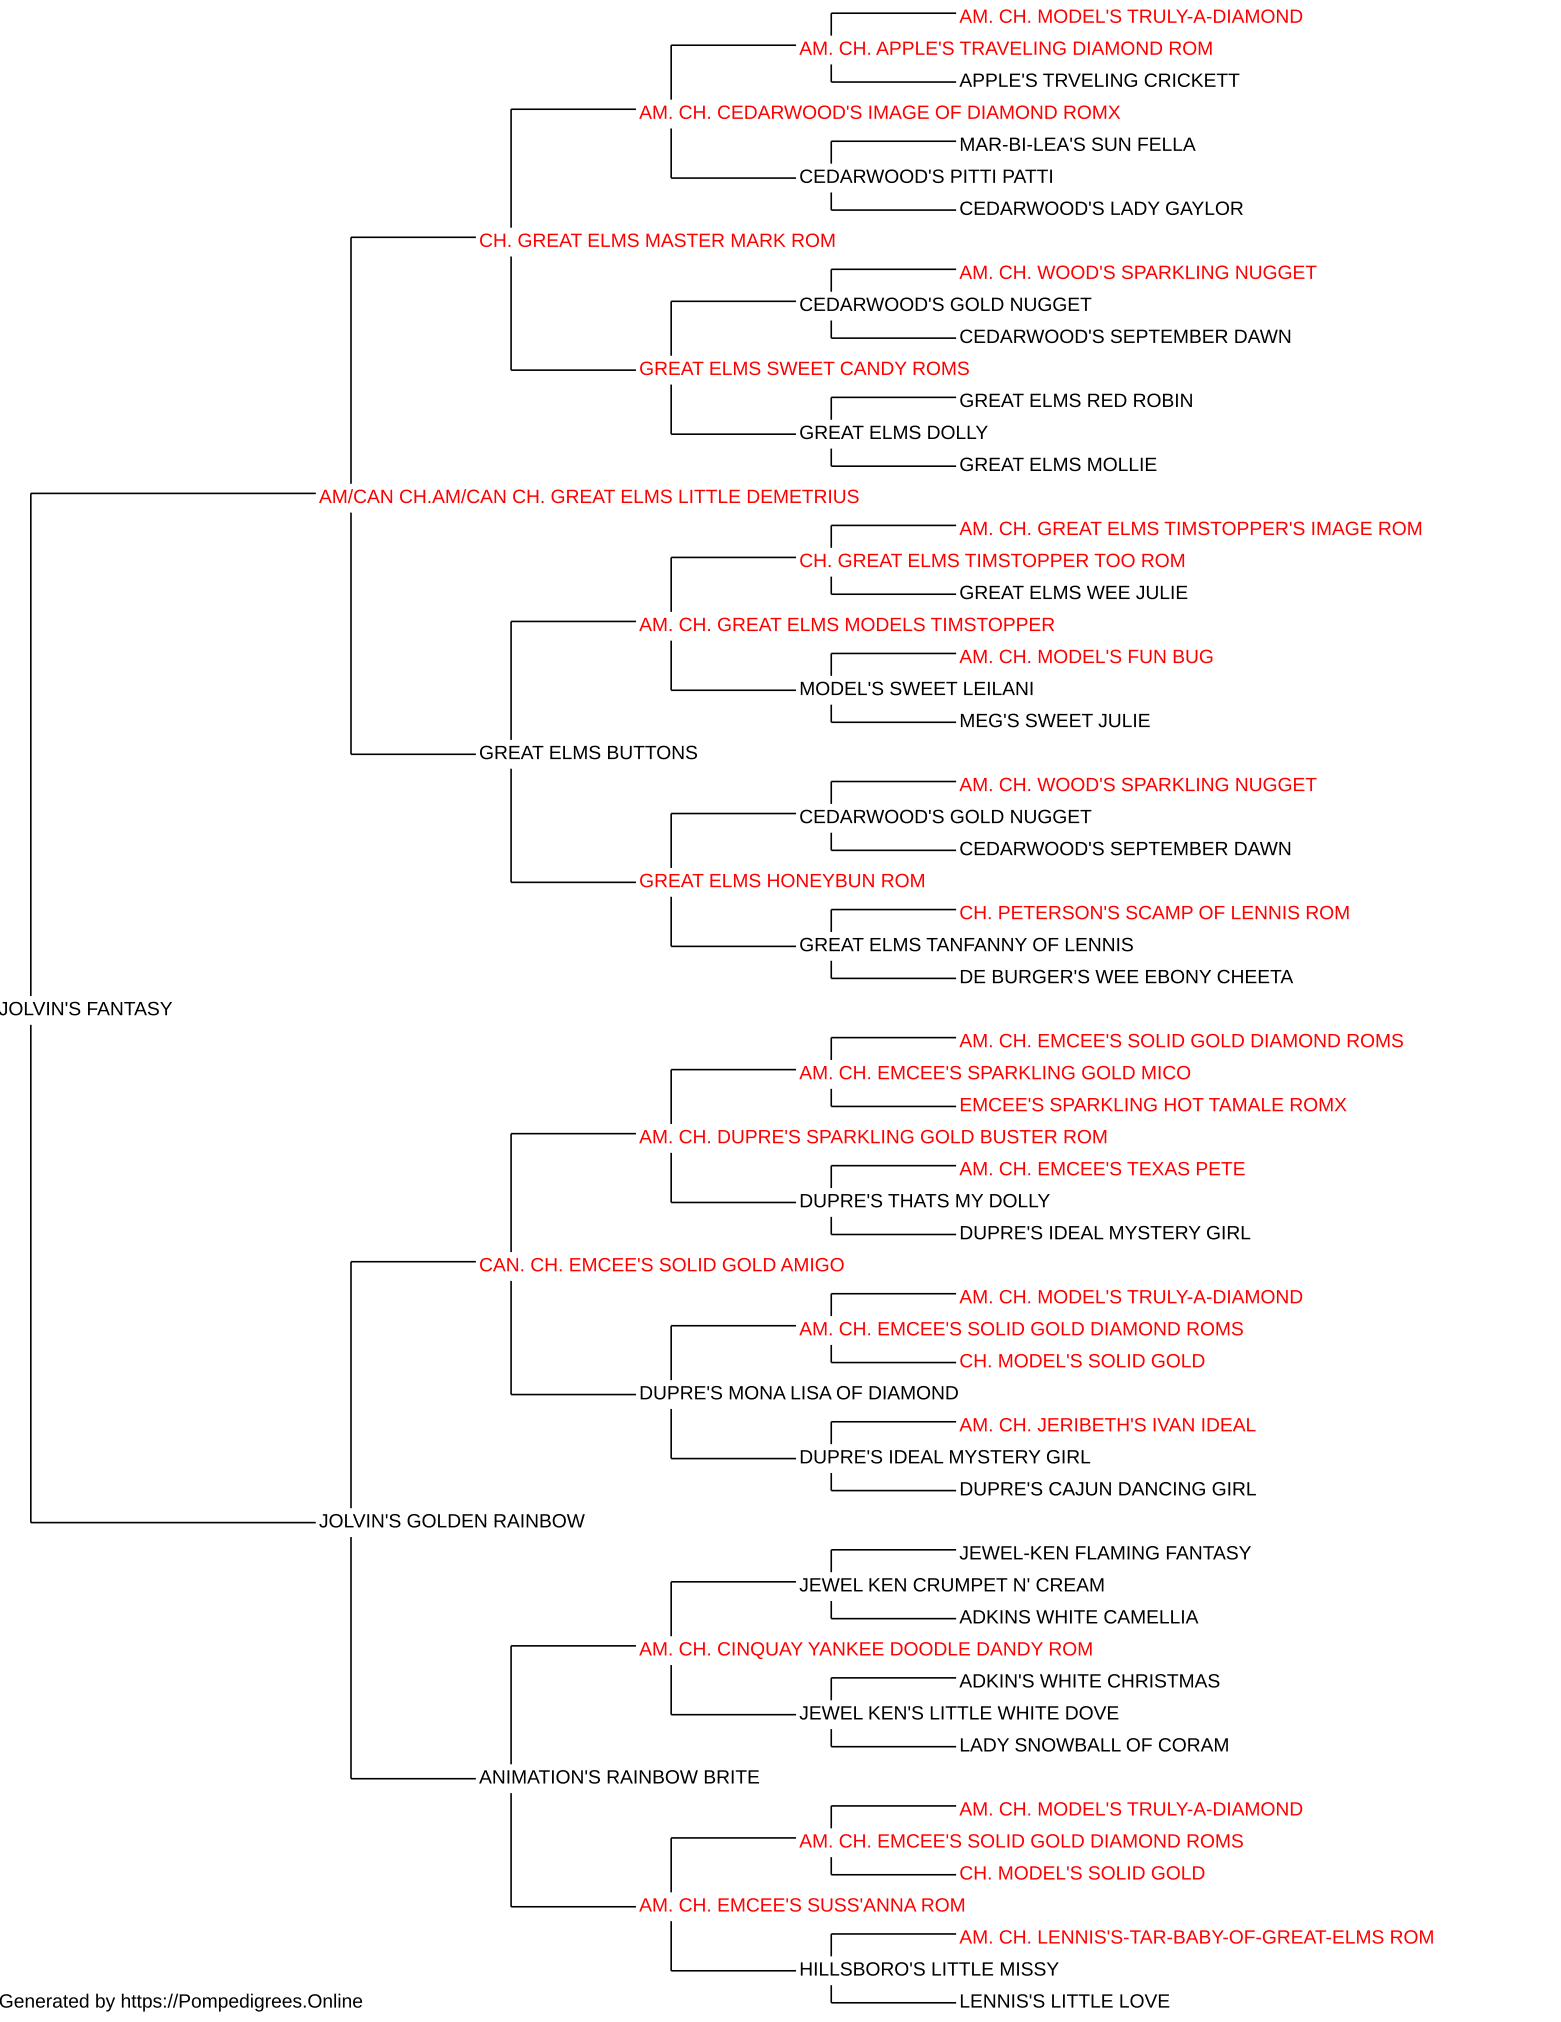 AM. CH. MODEL'S TRULY-A-DIAMOND
AM. CH. APPLE'S TRAVELING DIAMOND ROM
APPLE'S TRVELING CRICKETT
AM. CH. CEDARWOOD'S IMAGE OF DIAMOND ROMX
MAR-BI-LEA'S SUN FELLA
CEDARWOOD'S PITTI PATTI
CEDARWOOD'S LADY GAYLOR
CH. GREAT ELMS MASTER MARK ROM
AM. CH. WOOD'S SPARKLING NUGGET
CEDARWOOD'S GOLD NUGGET
CEDARWOOD'S SEPTEMBER DAWN
GREAT ELMS SWEET CANDY ROMS
GREAT ELMS RED ROBIN
GREAT ELMS DOLLY
GREAT ELMS MOLLIE
AM/CAN CH.AM/CAN CH. GREAT ELMS LITTLE DEMETRIUS
AM. CH. GREAT ELMS TIMSTOPPER'S IMAGE ROM
CH. GREAT ELMS TIMSTOPPER TOO ROM
GREAT ELMS WEE JULIE
AM. CH. GREAT ELMS MODELS TIMSTOPPER
AM. CH. MODEL'S FUN BUG
MODEL'S SWEET LEILANI
MEG'S SWEET JULIE
GREAT ELMS BUTTONS
AM. CH. WOOD'S SPARKLING NUGGET
CEDARWOOD'S GOLD NUGGET
CEDARWOOD'S SEPTEMBER DAWN
GREAT ELMS HONEYBUN ROM
CH. PETERSON'S SCAMP OF LENNIS ROM
GREAT ELMS TANFANNY OF LENNIS
DE BURGER'S WEE EBONY CHEETA
JOLVIN'S FANTASY
AM. CH. EMCEE'S SOLID GOLD DIAMOND ROMS
AM. CH. EMCEE'S SPARKLING GOLD MICO
EMCEE'S SPARKLING HOT TAMALE ROMX
AM. CH. DUPRE'S SPARKLING GOLD BUSTER ROM
AM. CH. EMCEE'S TEXAS PETE
DUPRE'S THATS MY DOLLY
DUPRE'S IDEAL MYSTERY GIRL
CAN. CH. EMCEE'S SOLID GOLD AMIGO
AM. CH. MODEL'S TRULY-A-DIAMOND
AM. CH. EMCEE'S SOLID GOLD DIAMOND ROMS
CH. MODEL'S SOLID GOLD
DUPRE'S MONA LISA OF DIAMOND
AM. CH. JERIBETH'S IVAN IDEAL
DUPRE'S IDEAL MYSTERY GIRL
DUPRE'S CAJUN DANCING GIRL
JOLVIN'S GOLDEN RAINBOW
JEWEL-KEN FLAMING FANTASY
JEWEL KEN CRUMPET N' CREAM
ADKINS WHITE CAMELLIA
AM. CH. CINQUAY YANKEE DOODLE DANDY ROM
ADKIN'S WHITE CHRISTMAS
JEWEL KEN'S LITTLE WHITE DOVE
LADY SNOWBALL OF CORAM
ANIMATION'S RAINBOW BRITE
AM. CH. MODEL'S TRULY-A-DIAMOND
AM. CH. EMCEE'S SOLID GOLD DIAMOND ROMS
CH. MODEL'S SOLID GOLD
AM. CH. EMCEE'S SUSS'ANNA ROM
AM. CH. LENNIS'S-TAR-BABY-OF-GREAT-ELMS ROM
HILLSBORO'S LITTLE MISSY
LENNIS'S LITTLE LOVE
Generated by https://Pompedigrees.Online